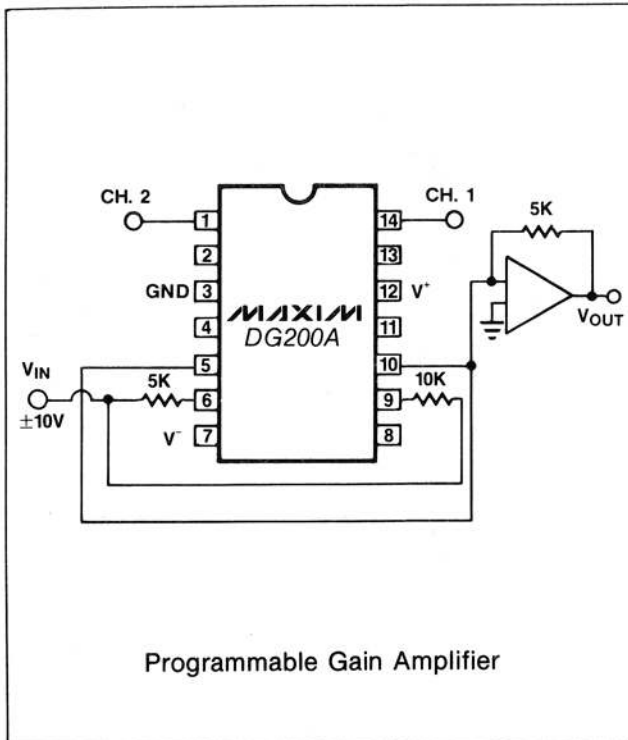 CH. 2
CH. 1
1
14
5K
2
13
GND
3
12
V+
MAXIM
DG200A
4
11
VOUT
VIN
5
10
5K
10K
±10V
6
9
V-
7
8
Programmable Gain Amplifier